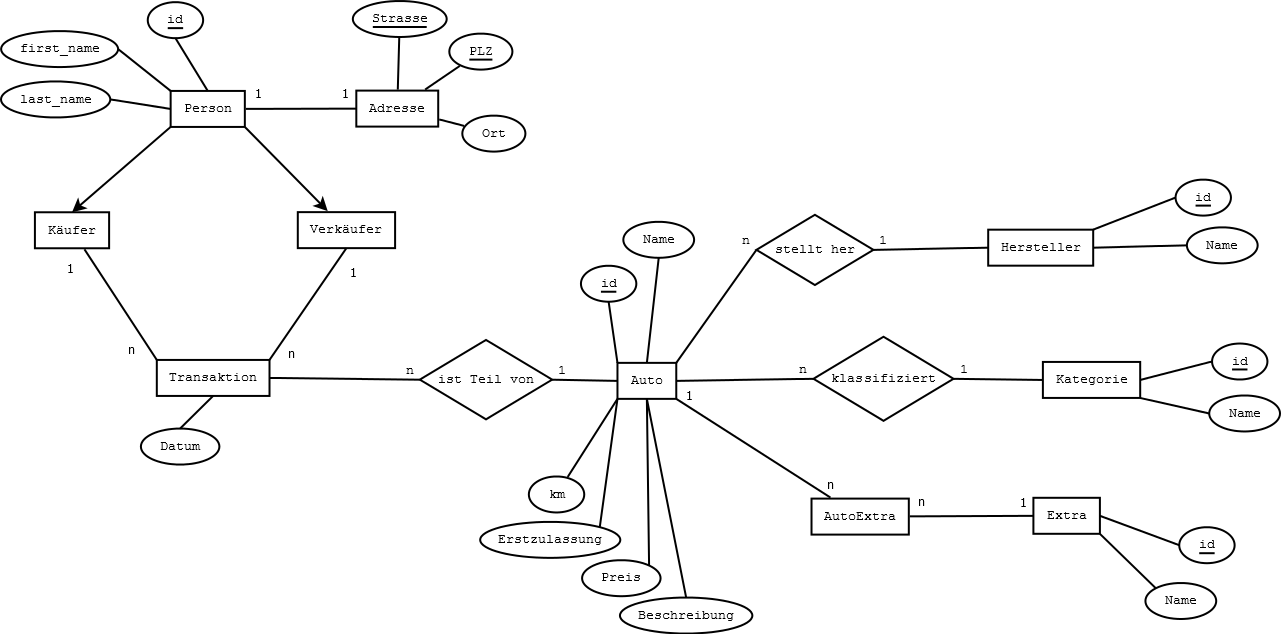 id
Strasse
first_name
PLZ
last_name
Person
1
1
Adresse
Ort
Käufer
Verkäufer
1
1
n
n
Transaktion
Datum
n
ist Teil von
1
Auto
id
Name
km
Erstzulassung
Preis
Beschreibung
n
stellt her
1
Hersteller
id
Name
n
klassifiziert
1
Kategorie
id
Name
1
n
AutoExtra
n
1
Extra
id
Name